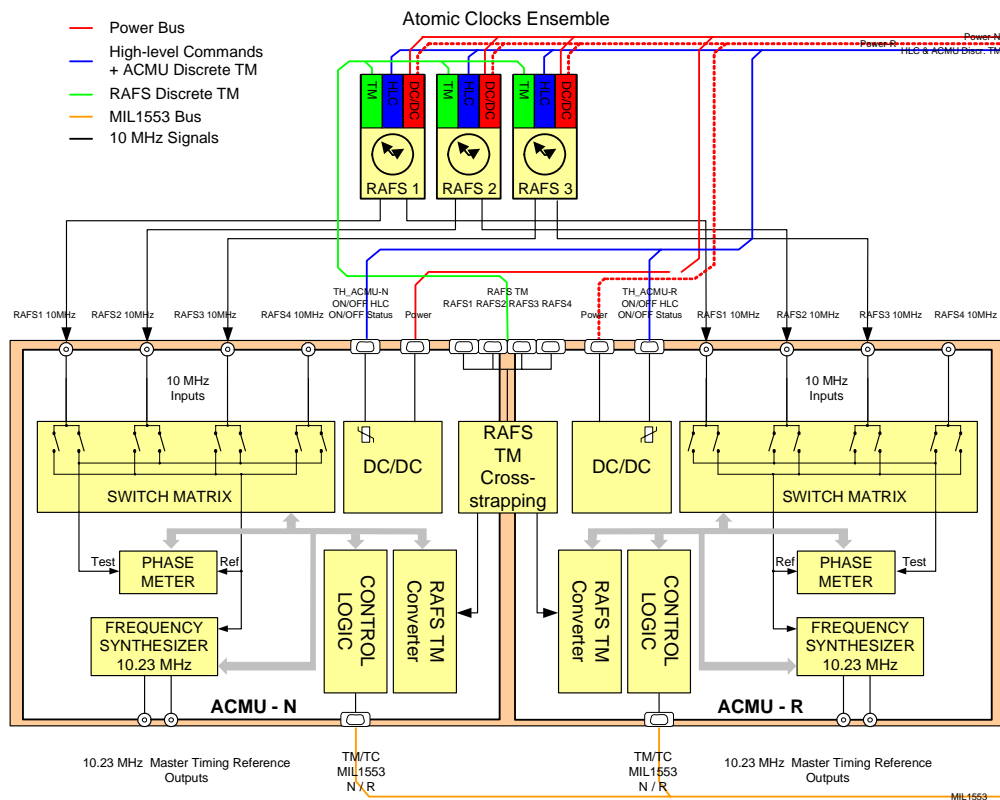 Atomic Clocks Ensemble
Power Bus
High-level Commands
+ ACMU Discrete TM
RAFS Discrete TM
MIL1553 Bus
10 MHz Signals
Power N
Power R
HLC & ACMU Discr. TM
TM
HLC
DC/DC
TM
HLC
DC/DC
TM
HLC
DC/DC
RAFS 1
RAFS 2
RAFS 3
TH_ACMU-N
ON/OFF HLC
ON/OFF Status
Power
RAFS TM
RAFS1 RAFS2 RAFS3 RAFS4
Power
TH_ACMU-R
ON/OFF HLC
ON/OFF Status
RAFS1 10MHz
RAFS2 10MHz
RAFS3 10MHz
RAFS4 10MHz
RAFS1 10MHz
RAFS2 10MHz
RAFS3 10MHz
RAFS4 10MHz
10 MHz
Inputs
10 MHz
Inputs
SWITCH MATRIX
DC/DC
RAFS
TM
Cross-
strapping
DC/DC
SWITCH MATRIX
Test
PHASE
METER
Ref
CONTROL
LOGIC
RAFS TM
Converter
RAFS TM
Converter
CONTROL
LOGIC
Ref
PHASE
METER
Test
FREQUENCY
SYNTHESIZER
10.23 MHz
FREQUENCY
SYNTHESIZER
10.23 MHz
ACMU - N
ACMU - R
10.23 MHz Master Timing Reference
Outputs
TM/TC
MIL1553
N / R
TM/TC
MIL1553
N / R
10.23 MHz Master Timing Reference
Outputs
MIL1553